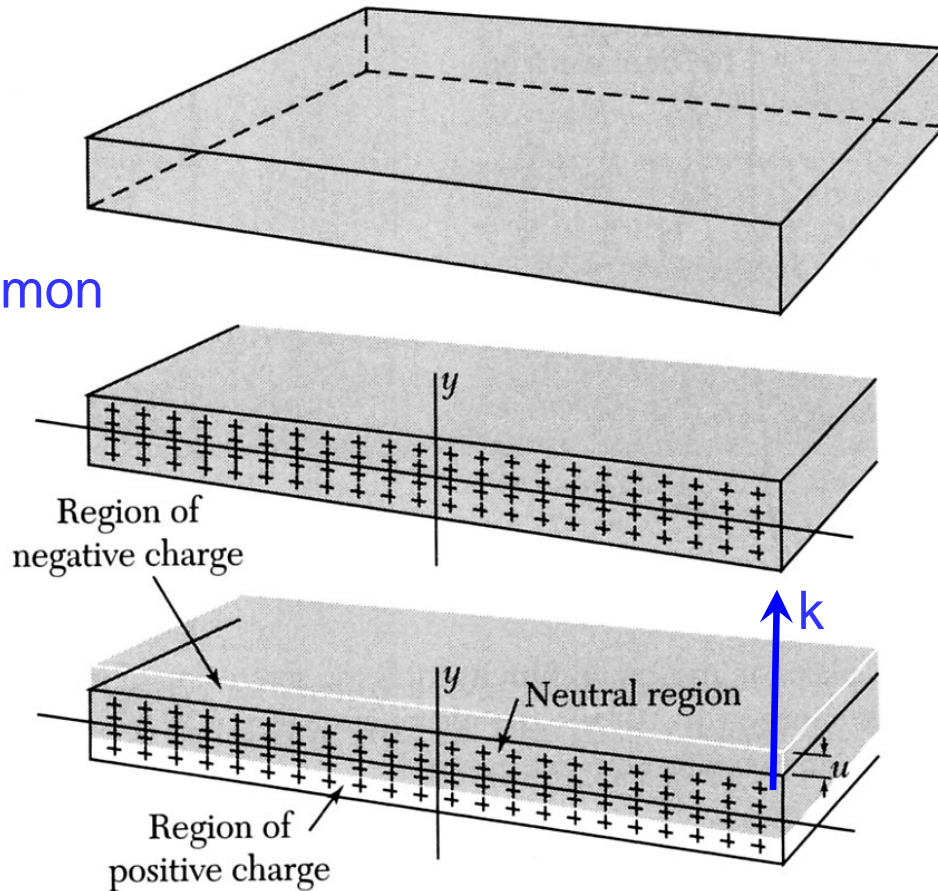 mon
y
Region of
negative charge
k
y
Neutral region
u
Region of
positive charge